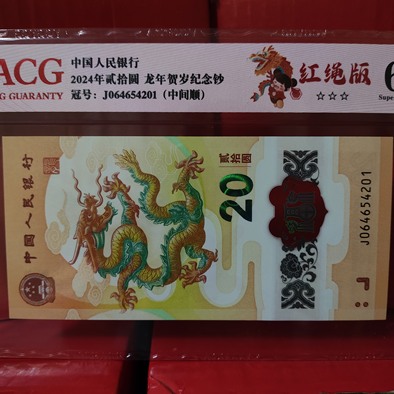 ACG
NG GUARANTY
中国人民银行
2024年贰拾圆 龙年贺岁纪念钞
冠号：J064654201（中间顺）
红绳版
☆☆☆
6
Supe
中国人民银行
贰拾圆
20
J064654201
J